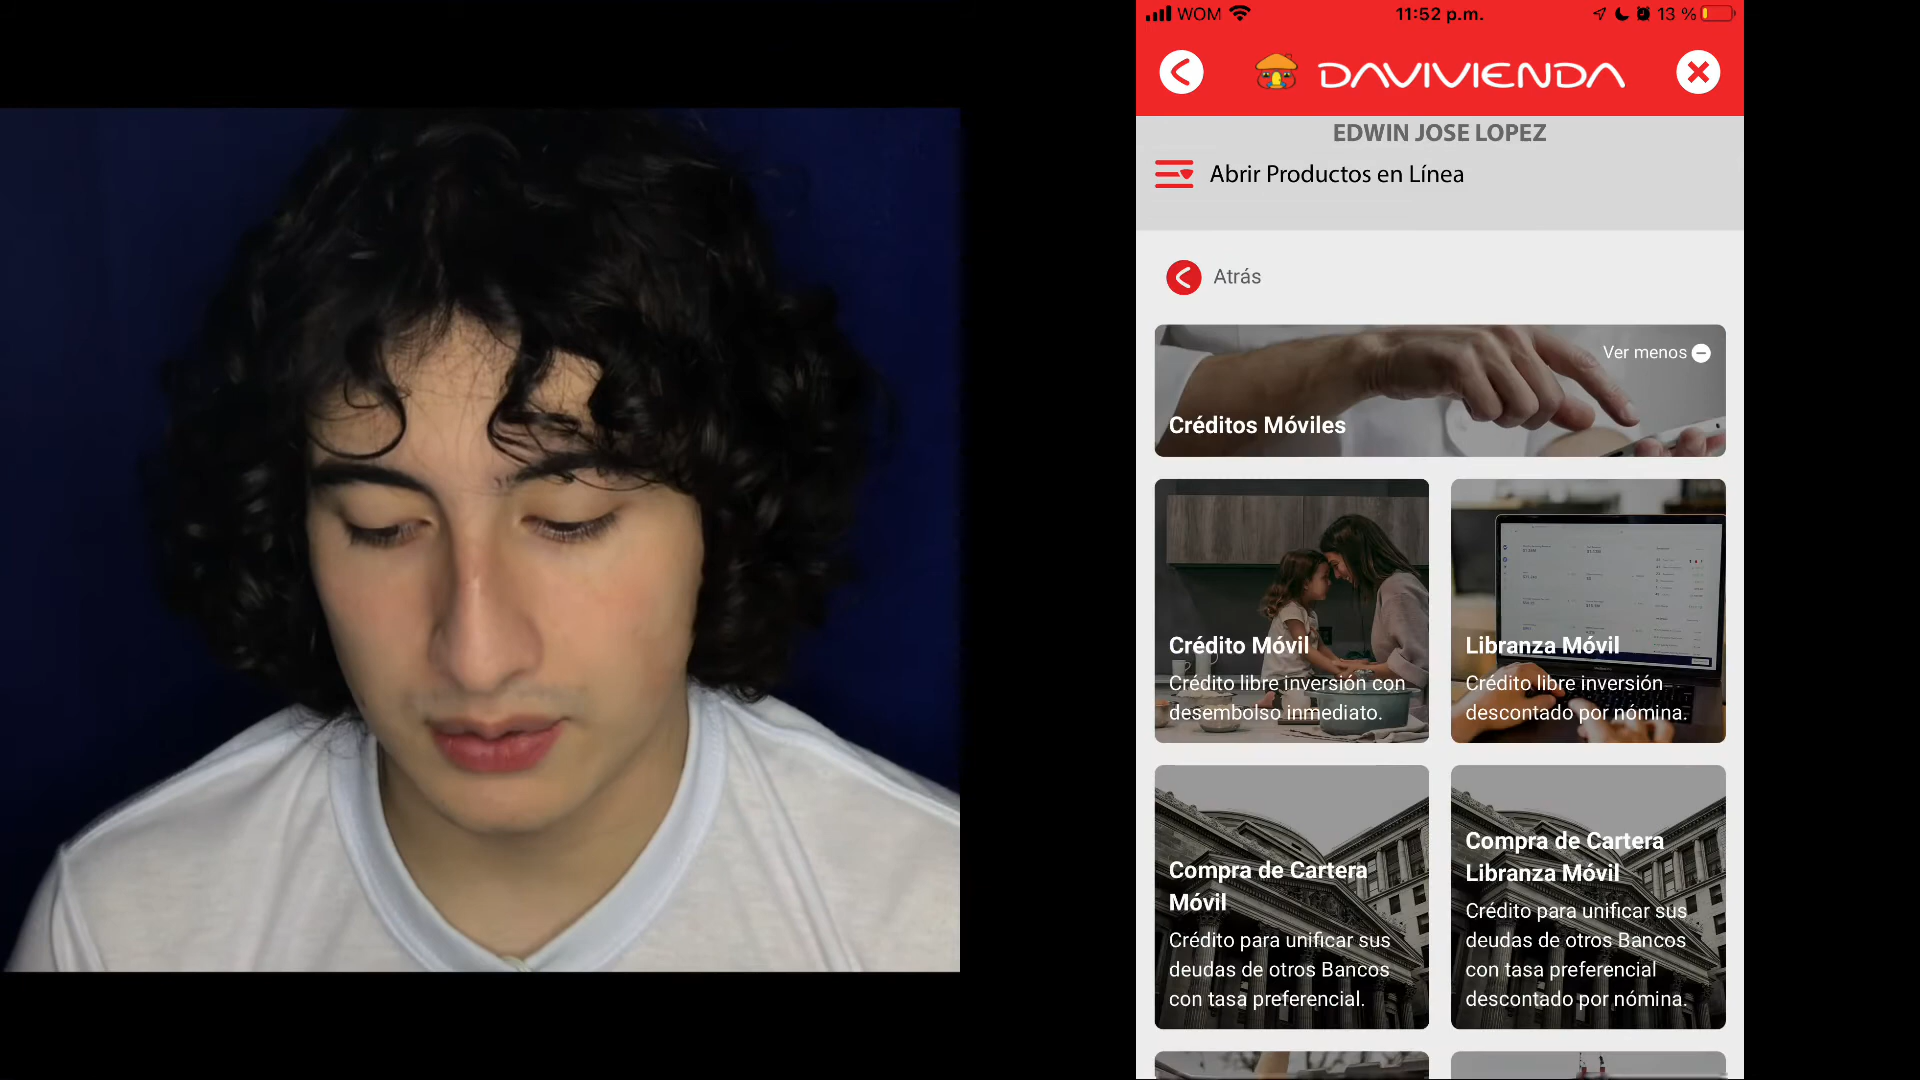 WOM
11:52 p.m.
13 %
DAVIVIENDA
EDWIN JOSE LOPEZ
Abrir Productos en Línea
Atrás
Ver menos
Créditos Móviles
Crédito Móvil
Crédito libre inversión con
desembolso inmediato.
Libranza Móvil
Crédito libre inversión
descontado por nómina.
Compra de Cartera
Móvil
Crédito para unificar sus
deudas de otros Bancos
con tasa preferencial.
Compra de Cartera
Libranza Móvil
Crédito para unificar sus
deudas de otros Bancos
con tasa preferencial
descontado por nómina.